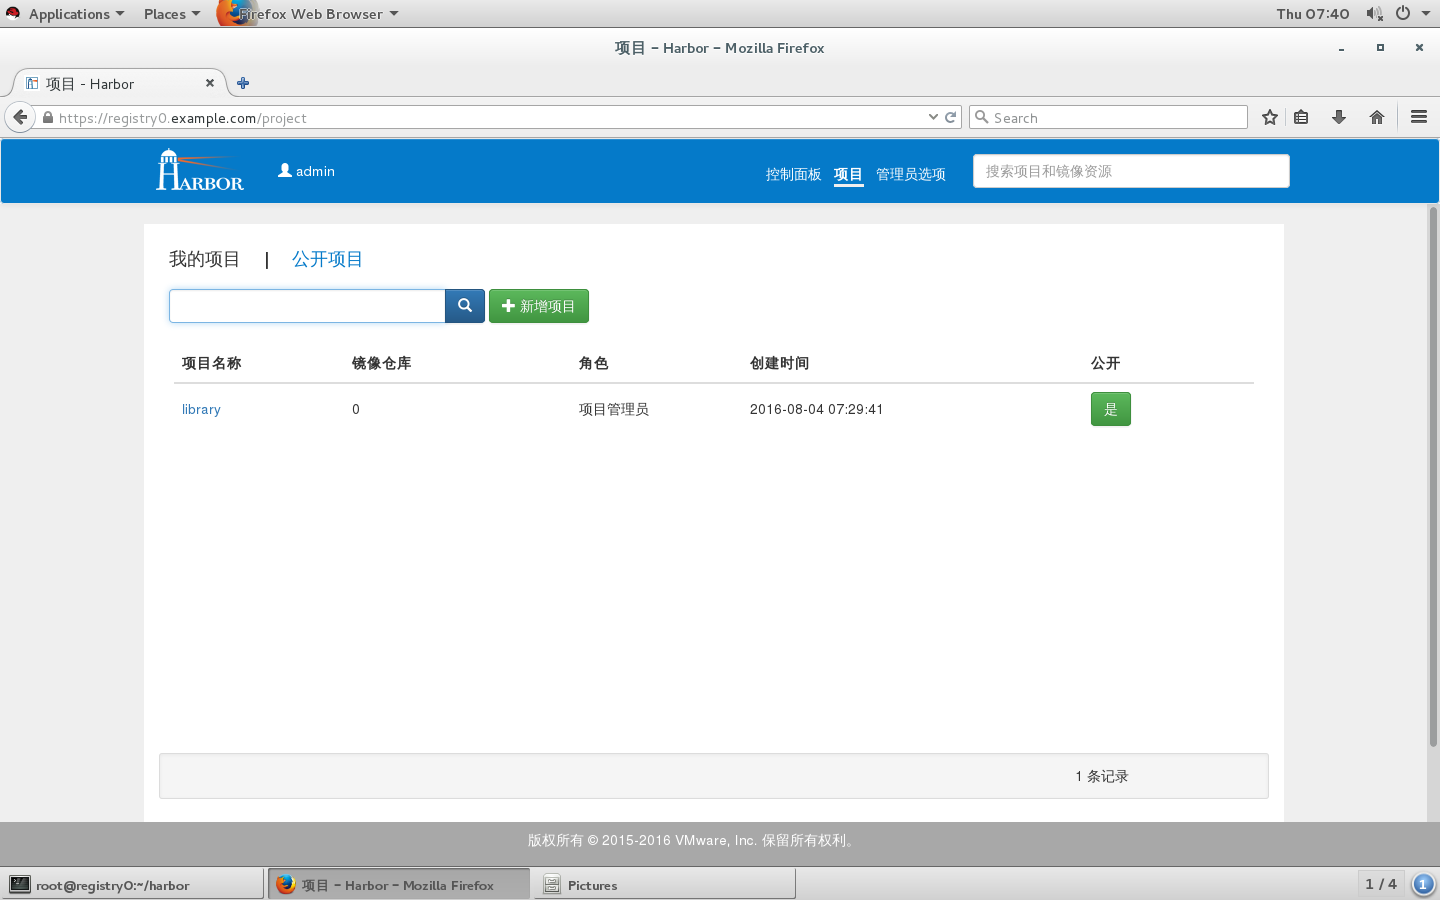 Applications Places Firefox Web Browser Thu 07:40
项目 - Harbor - Mozilla Firefox
项目 - Harbor
https://registry0.example.com/project Search
HARBOR admin 控制面板 项目 管理员选项 搜索项目和镜像资源
我的项目 | 公开项目
新增项目
项目名称 镜像仓库 角色 创建时间 公开
library 0 项目管理员 2016-08-04 07:29:41 是
1 条记录
版权所有 © 2015-2016 VMware, Inc. 保留所有权利。
root@registry0:~/harbor 项目 - Harbor - Mozilla Firefox Pictures 1 / 4 1